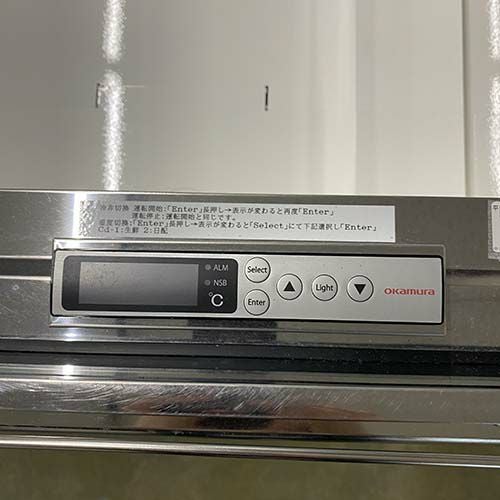 冷非切換 運転開始:「Enter」長押し→表示が変わると再度「Enter」
運転停止:運転開始と同じです。
温度切換:「Enter」長押し→表示が変わると「Select」にて下記選択し「Enter」
Cd-1:生鮮 2:日配
ALM
NSB
℃
Select
Enter
▲
Light
▼
OKamura